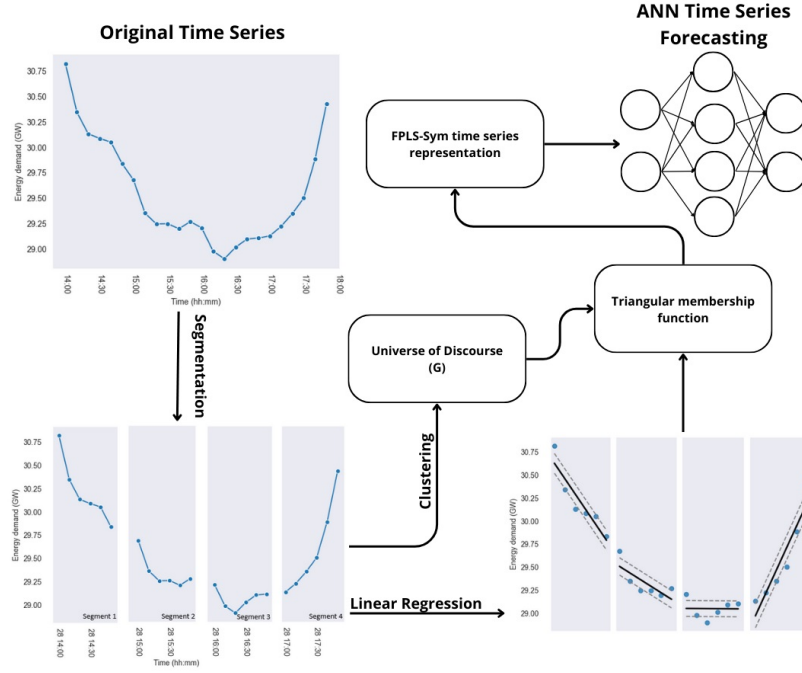 Original Time Series
ANN Time Series
Forecasting
30.75
30.50
30.25
30.00
29.75
29.50
29.25
29.00
Energy demand (GW)
14:00
14:30
15:00
15:30
16:00
16:30
17:00
17:30
18:00
Time (hh:mm)
FPLS-Sym time series
representation
Triangular membership
function
Universe of Discourse
(G)
Segmentation
Clustering
Linear Regression
30.75
30.50
30.25
30.00
29.75
29.50
29.25
29.00
Energy demand (GW)
Segment 1
Segment 2
Segment 3
Segment 4
28 14:00
28 14:30
28 15:00
28 15:30
28 16:00
28 16:30
28 17:00
28 17:30
Time (hh:mm)
30.75
30.50
30.25
30.00
29.75
29.50
29.25
29.00
Energy demand (GW)